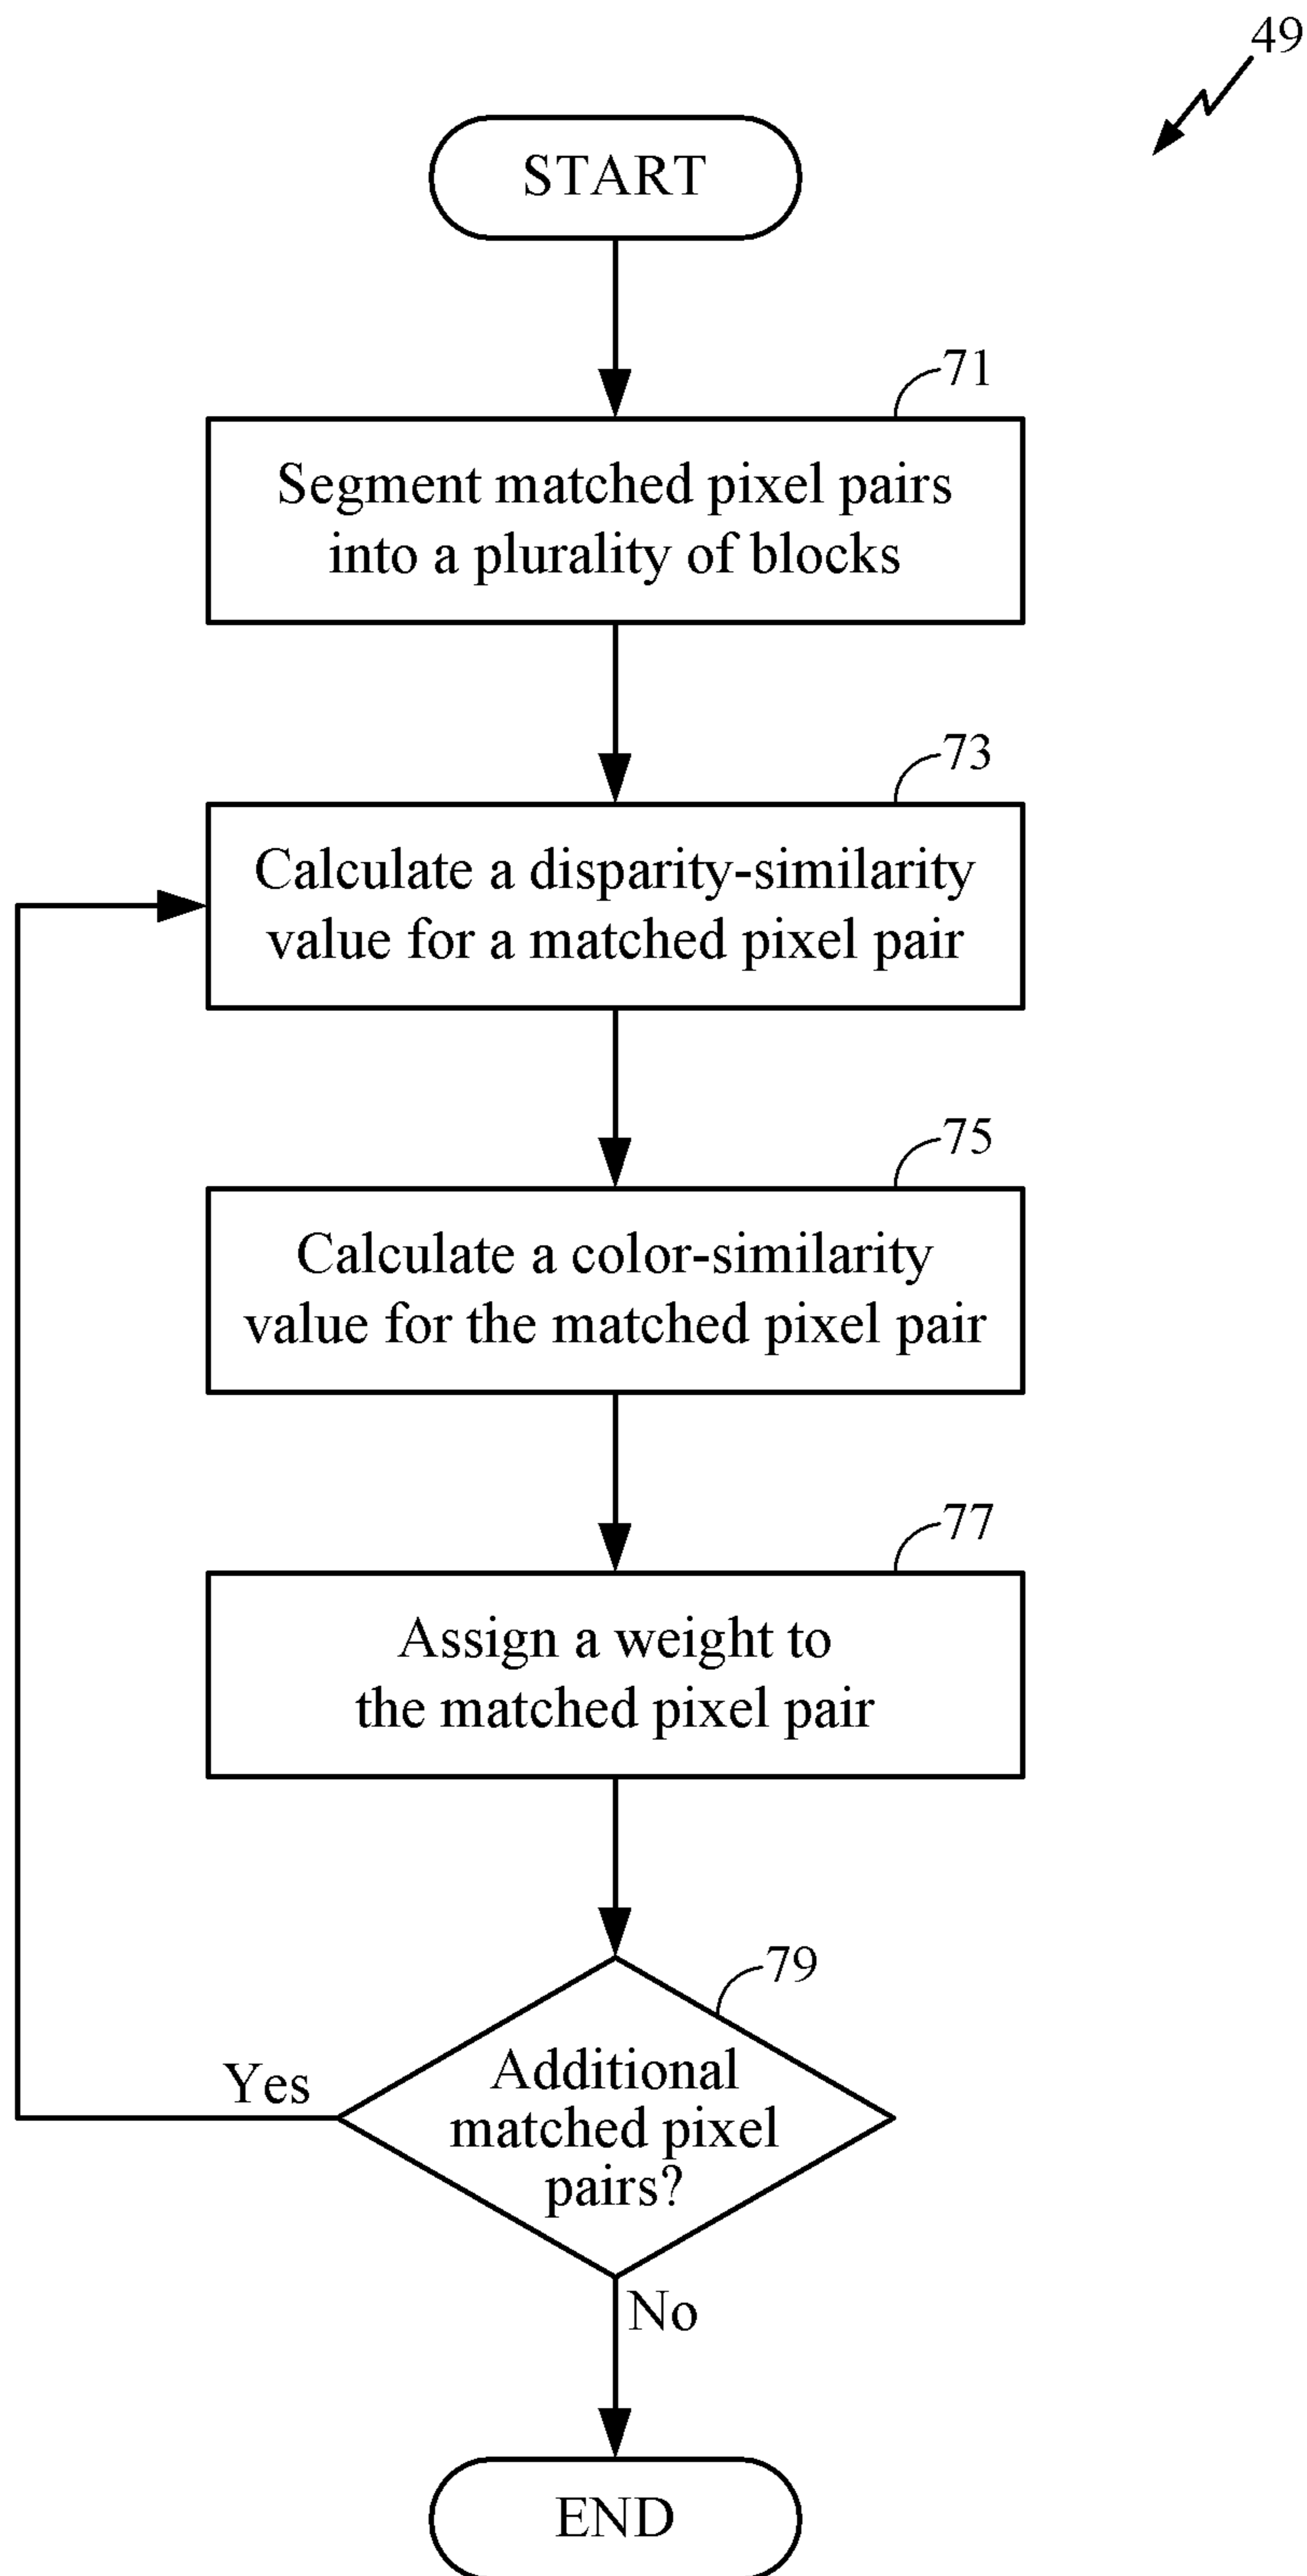 49
START
71
Segment matched pixel pairs
into a plurality of blocks
73
Calculate a disparity-similarity
value for a matched pixel pair
75
Calculate a color-similarity
value for the matched pixel pair
77
Assign a weight to
the matched pixel pair
79
Additional
matched pixel
pairs?
Yes
No
END